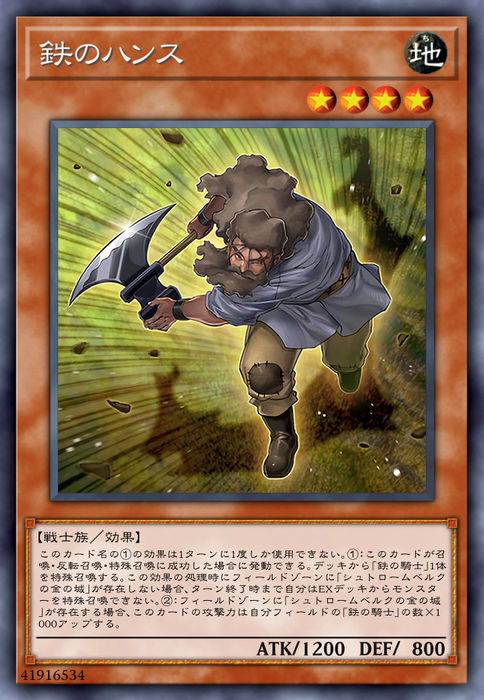 鉄のハンス
ち
地
【戦士族/効果】
このカード名の①の効果は1ターンに1度しか使用できない。①:このカードが召
喚・反転召喚・特殊召喚に成功した場合に発動できる。デッキから「鉄の騎士」1体
を特殊召喚する。この効果の処理時にフィールドゾーンに「シュトロームベルク
の金の城」が存在しない場合、ターン終了時まで自分はEXデッキからモンスタ
ーを特殊召喚できない。②:フィールドゾーンに「シュトロームベルクの金の城
」が存在する場合、このカードの攻撃力は自分フィールドの「鉄の騎士」の数×1
000アップする。
ATK/1200 DEF/ 800
41916534